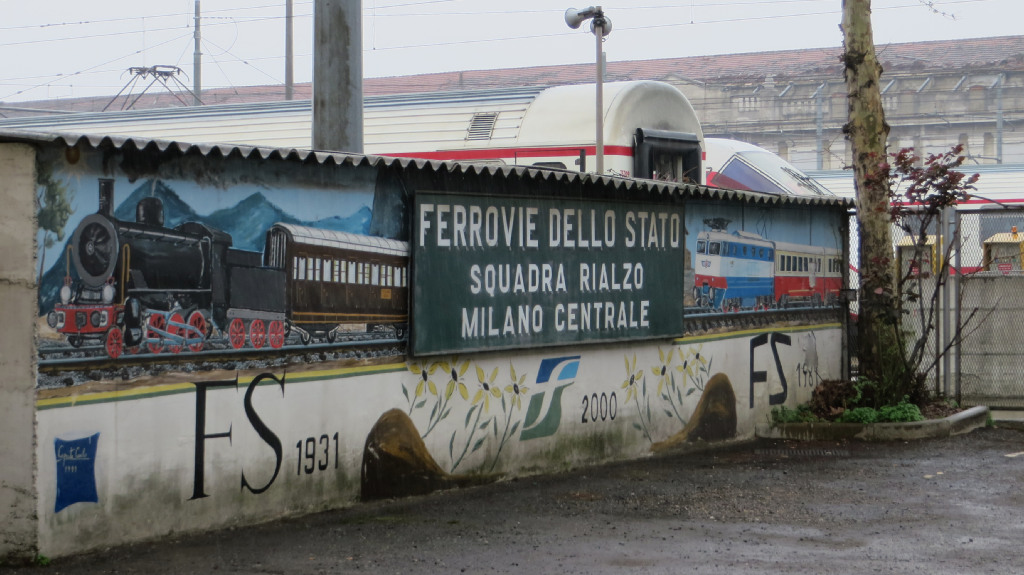 FERROVIE DELLO STATO
SQUADRA RIALZO
MILANO CENTRALE
FS 1931
2000
FS